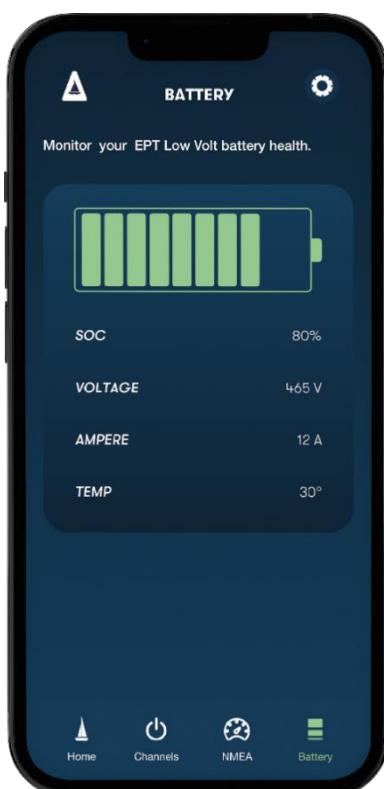 BATTERY
Monitor your EPT Low Volt battery health.
SOC 80%
VOLTAGE 465 V
AMPERE 12 A
TEMP 30°
Home Channels NMEA Battery